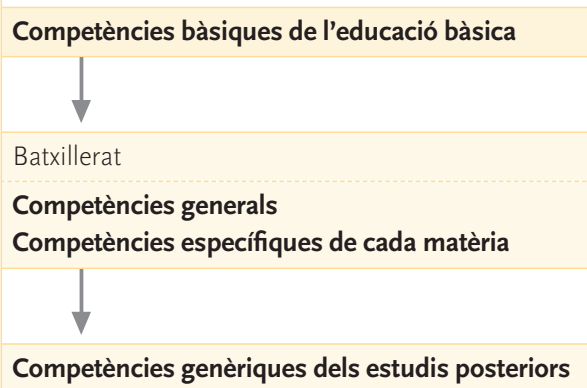 Competències bàsiques de l’educació bàsica
Batxillerat
Competències generals
Competències específiques de cada matèria
Competències genèriques dels estudis posteriors